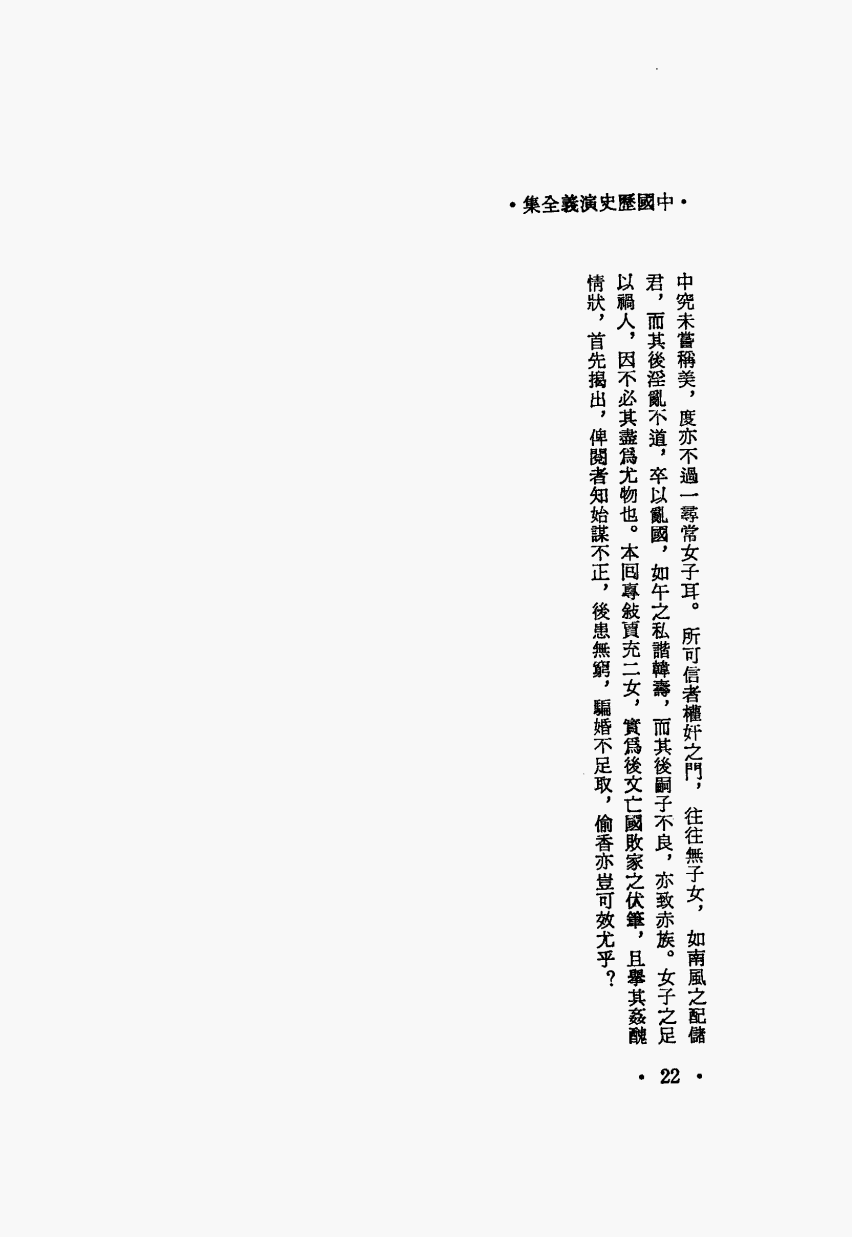 ·中國歷史演義全集·
中究未嘗稱美，度亦不過一尋常女子耳。所可信者權奸之門，往往無子女，如南風之配儲
君，而其後淫亂不道，卒以亂國，如午之私諧韓壽，而其後嗣子不良，亦致赤族。女子之足
以禍人，因不必其盡爲尤物也。本回專敍賈充二女，實爲後文亡國敗家之伏筆，且擧其姦醜
情狀，首先揭出，俾閱者知始謀不正，後患無窮，騙婚不足取，偷香亦豈可效尤乎？
· 22 ·